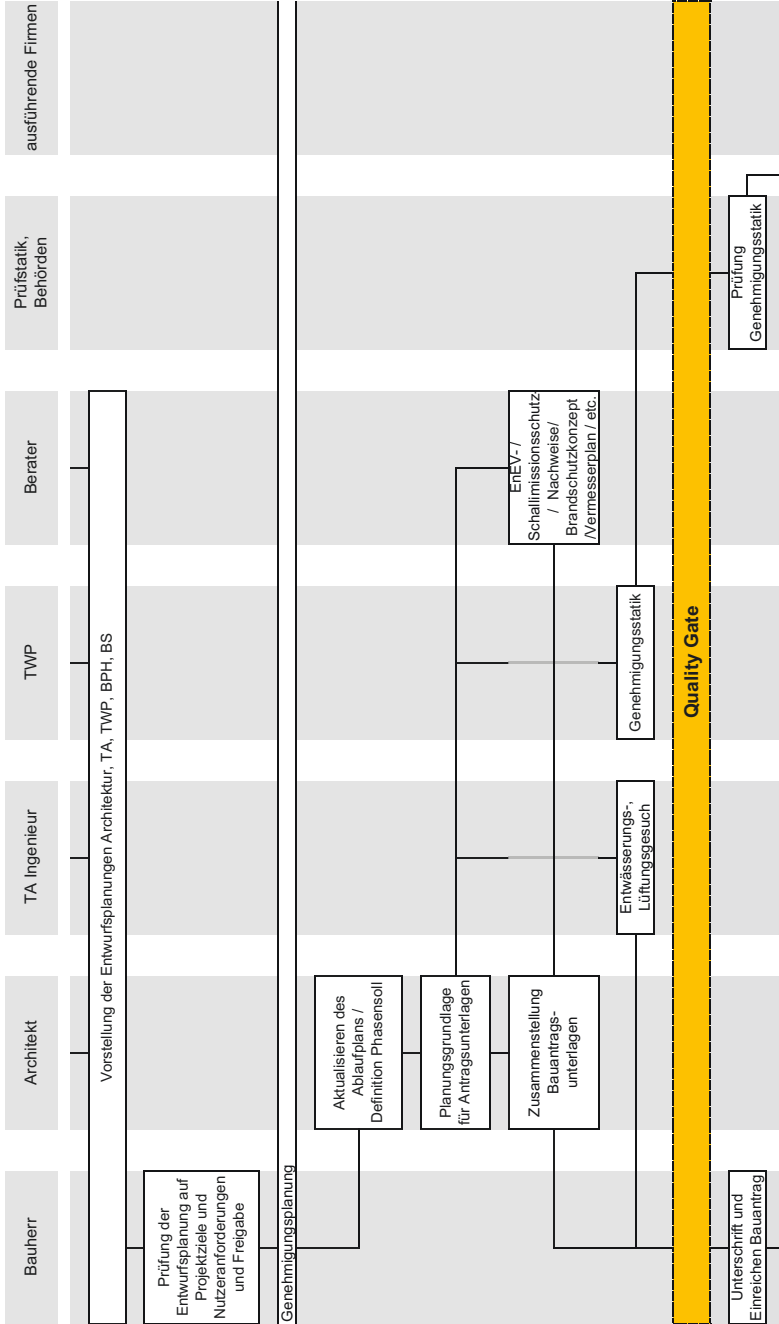 Bauherr
Architekt
TA Ingenieur
TWP
Berater
Prüfstatik,
Behörden
ausführende Firmen
Vorstellung der Entwurfsplanungen Architektur, TA, TWP, BPH, BS
Prüfung der
Entwurfsplanung auf
Projektziele und
Nutzeranforderungen
und Freigabe
Genehmigungsplanung
Aktualisieren des
Ablaufplans /
Definition Phasensoll
Planungsgrundlage
für Antragsunterlagen
Zusammenstellung
Bauantrags-
unterlagen
EnEV- /
Schallimissionsschutz-
/ Nachweise/
Brandschutzkonzept
/Vermesserplan / etc.
Entwässerungs-,
Lüftungsgesuch
Genehmigungsstatik
Quality Gate
Unterschrift und
Einreichen Bauantrag
Prüfung
Genehmigungsstatik